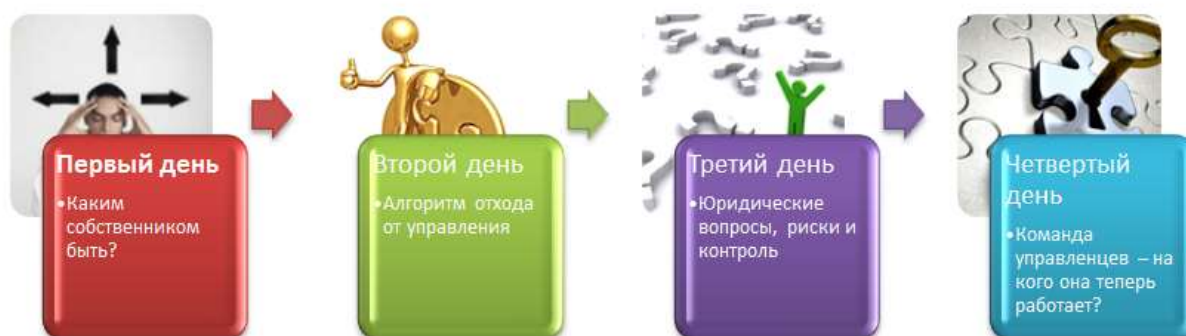 Первый день
•Каким
собственником
быть?
Второй день
•Алгоритм отхода
от управления
Третий день
•Юридические
вопросы, риски и
контроль
Четвертый
день
•Команда
управленцев – на
кого она теперь
работает?